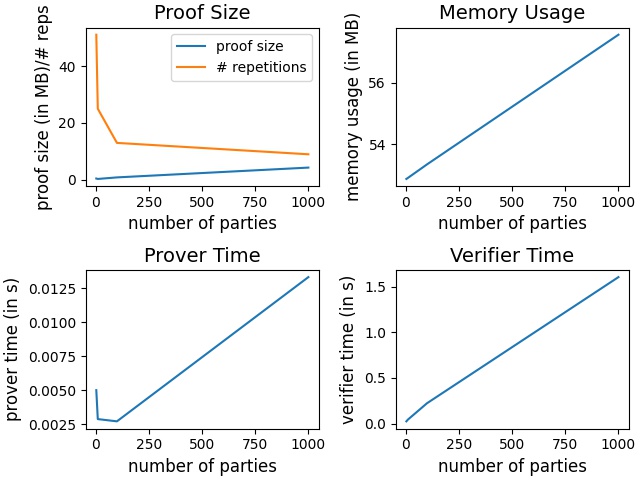 Proof Size
proof size (in MB)/# reps
40
20
0
proof size
# repetitions
0 250 500 750 1000
number of parties
Memory Usage
memory usage (in MB)
56
54
0 250 500 750 1000
number of parties
Prover Time
prover time (in s)
0.0125
0.0100
0.0075
0.0050
0.0025
0 250 500 750 1000
number of parties
Verifier Time
verifier time (in s)
1.5
1.0
0.5
0.0
0 250 500 750 1000
number of parties